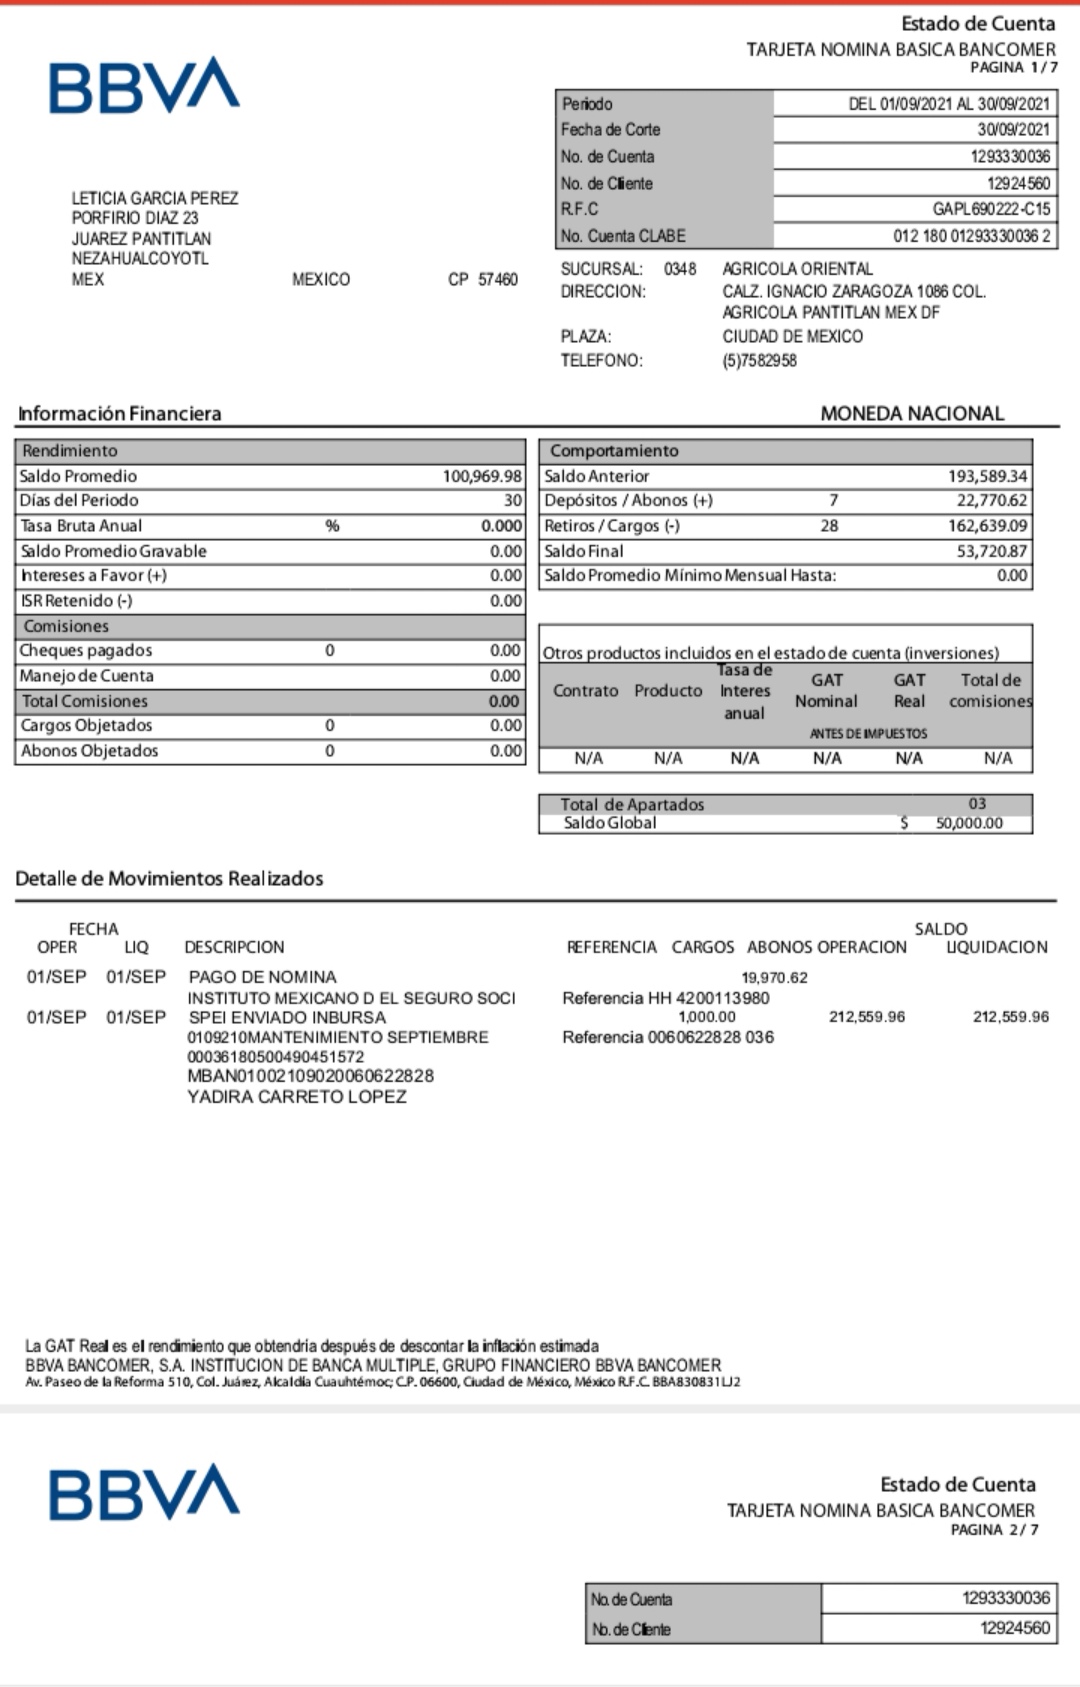 Estado de Cuenta
TARJETA NOMINA BASICA BANCOMER
PAGINA 1 / 7
BBVA
Periodo DEL 01/09/2021 AL 30/09/2021
Fecha de Corte 30/09/2021
No. de Cuenta 1293330036
No. de Cliente 12924560
R.F.C GAPL690222-C15
No. Cuenta CLABE 012 180 01293330036 2
LETICIA GARCIA PEREZ
PORFIRIO DIAZ 23
JUAREZ PANTITLAN
NEZAHUALCOYOTL
MEX MEXICO CP 57460
SUCURSAL: 0348 AGRICOLA ORIENTAL
DIRECCION: CALZ. IGNACIO ZARAGOZA 1086 COL.
AGRICOLA PANTITLAN MEX DF
PLAZA: CIUDAD DE MEXICO
TELEFONO: (5)7582958
Información Financiera MONEDA NACIONAL
Rendimiento
Saldo Promedio 100,969.98
Días del Periodo 30
Tasa Bruta Anual % 0.000
Saldo Promedio Gravable 0.00
Intereses a Favor (+) 0.00
ISR Retenido (-) 0.00
Comisiones
Cheques pagados 0 0.00
Manejo de Cuenta 0.00
Total Comisiones 0.00
Cargos Objetados 0 0.00
Abonos Objetados 0 0.00
Comportamiento
Saldo Anterior 193,589.34
Depósitos / Abonos (+) 7 22,770.62
Retiros / Cargos (-) 28 162,639.09
Saldo Final 53,720.87
Saldo Promedio Mínimo Mensual Hasta: 0.00
Otros productos incluidos en el estado de cuenta (inversiones)
Contrato Producto Tasa de Interes anual GAT Nominal GAT Real Total de comisiones
ANTES DE IMPUESTOS
N/A N/A N/A N/A N/A N/A
Total de Apartados 03
Saldo Global $ 50,000.00
Detalle de Movimientos Realizados
FECHA SALDO
OPER LIQ DESCRIPCION REFERENCIA CARGOS ABONOS OPERACION LIQUIDACION
01/SEP 01/SEP PAGO DE NOMINA 19,970.62
INSTITUTO MEXICANO D EL SEGURO SOCI Referencia HH 4200113980
01/SEP 01/SEP SPEI ENVIADO INBURSA 1,000.00 212,559.96 212,559.96
0109210MANTENIMIENTO SEPTIEMBRE Referencia 0060622828 036
00036180500490451572
MBAN01002109020060622828
YADIRA CARRETO LOPEZ
La GAT Real es el rendimiento que obtendría después de descontar la inflación estimada
BBVA BANCOMER, S.A. INSTITUCION DE BANCA MULTIPLE, GRUPO FINANCIERO BBVA BANCOMER
Av. Paseo de la Reforma 510, Col. Juárez, Alcaldía Cuauhtémoc; C.P. 06600, Ciudad de México, México R.F.C. BBA830831LJ2
BBVA
Estado de Cuenta
TARJETA NOMINA BASICA BANCOMER
PAGINA 2 / 7
No. de Cuenta 1293330036
No. de Cliente 12924560